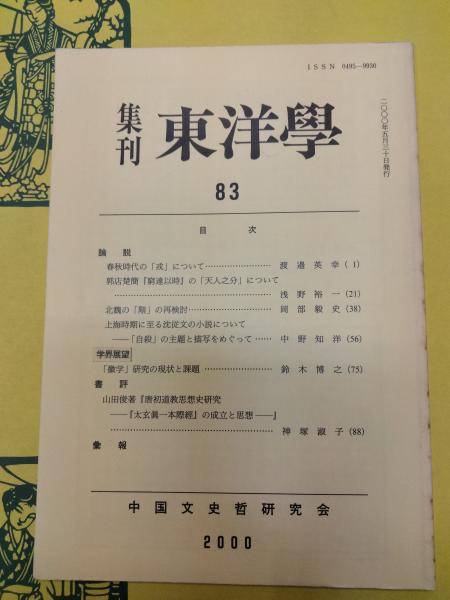 ISSN 0495—9930
集刊 東洋學
二〇〇〇年五月三十日発行
83
目 次
論 説
春秋時代の「戎」について……………………渡 邉 英 幸( 1 )
郭店楚簡『窮達以時』の「天人之分」について
……………………………………………浅 野 裕 一(21)
北魏の「階」の再検討……………………岡 部 毅 史(38)
上海時期に至る沈従文の小説について
――「自殺」の主題と描写をめぐって……中 野 知 洋(56)
学界展望
「徽学」研究の現状と課題……………………鈴 木 博 之(75)
書 評
山田俊著『唐初道教思想史研究
――『太玄眞一本際經』の成立と思想――』
……………………………………………神 塚 淑 子(88)
彙 報
中 国 文 史 哲 研 究 会
2000